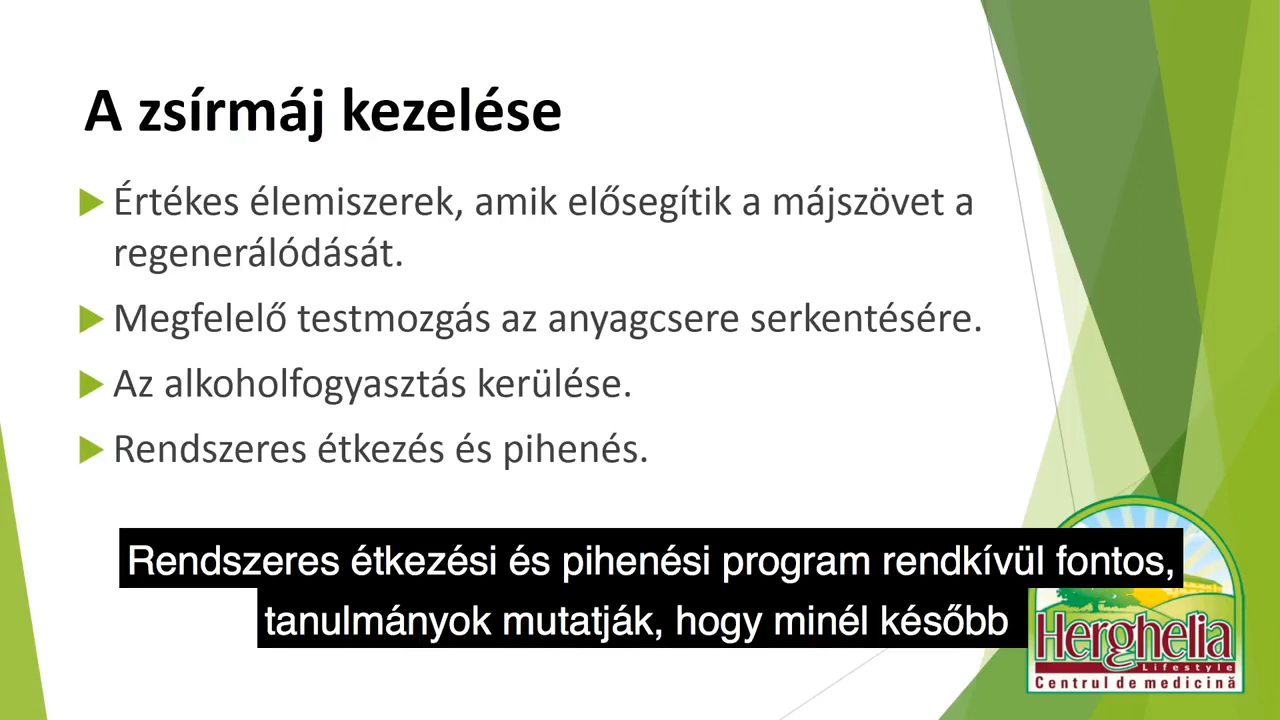 A zsírmáj kezelése
Értékes élemiszerek, amik elősegítik a májszövet a
regenerálódását.
Megfelelő testmozgás az anyagcsere serkentésére.
Az alkoholfogyasztás kerülése.
Rendszeres étkezés és pihenés.
Rendszeres étkezési és pihenési program rendkívül fontos,
tanulmányok mutatják, hogy minél később
Herghelia
Lifestyle
Centrul de medicină